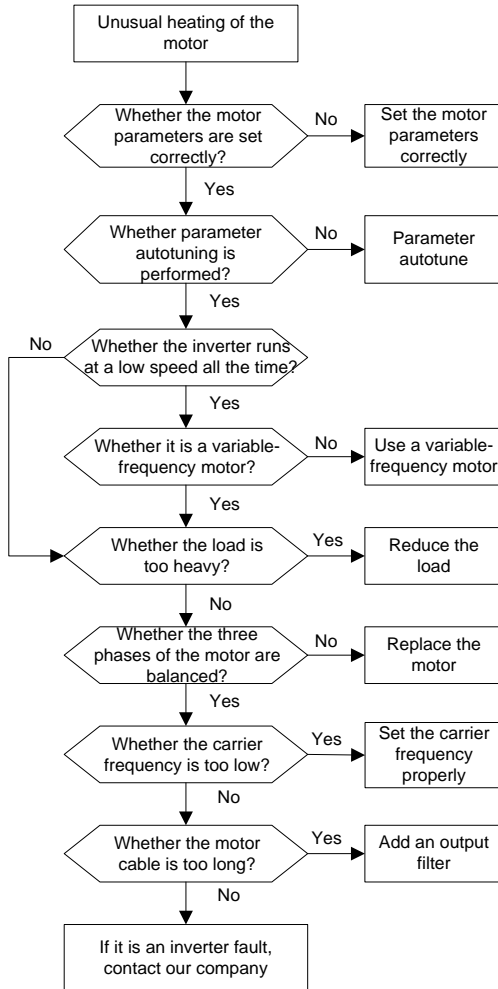 Unusual heating of the
motor
Whether the motor
parameters are set
correctly?
No
Set the motor
parameters
correctly
Yes
Whether parameter
autotuning is
performed?
No
Parameter
autotune
Yes
No
Whether the inverter runs
at a low speed all the time?
Yes
Whether it is a variable-
frequency motor?
No
Use a variable-
frequency motor
Yes
Whether the load is
too heavy?
Yes
Reduce the
load
No
Whether the three
phases of the motor are
balanced?
No
Replace the
motor
Yes
Whether the carrier
frequency is too low?
Yes
Set the carrier
frequency
properly
No
Whether the motor
cable is too long?
Yes
Add an output
filter
No
If it is an inverter fault,
contact our company